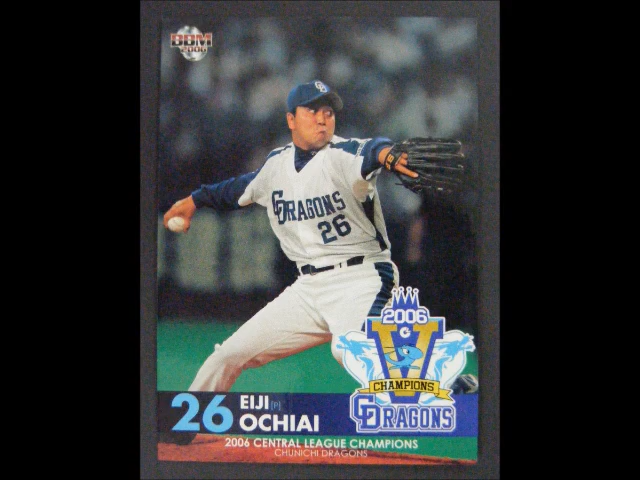 BBM
2006
DRAGONS
26
2006
CHAMPIONS
DRAGONS
26 EIJI [P]
OCHIAI
2006 CENTRAL LEAGUE CHAMPIONS
CHUNICHI DRAGONS